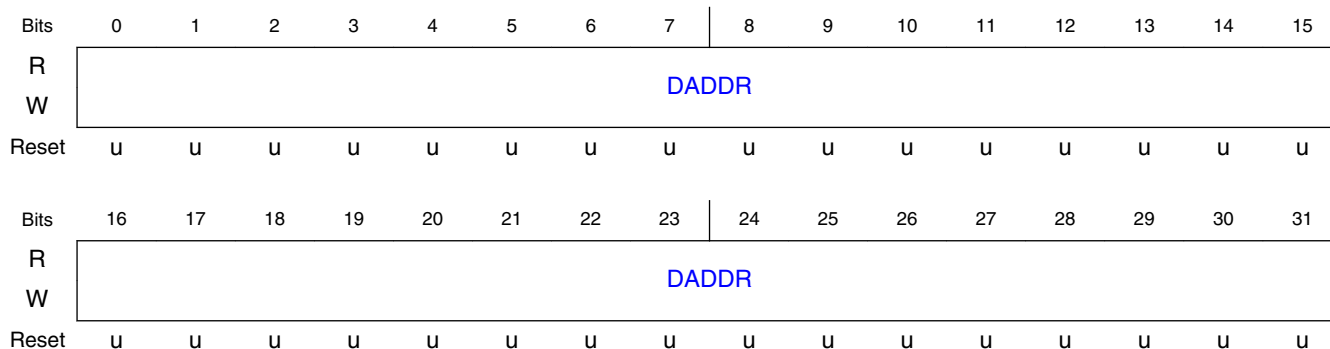 Bits 0 1 2 3 4 5 6 7 8 9 10 11 12 13 14 15
R
DADDR
W
Reset u u u u u u u u u u u u u u u u
Bits 16 17 18 19 20 21 22 23 24 25 26 27 28 29 30 31
R
DADDR
W
Reset u u u u u u u u u u u u u u u u